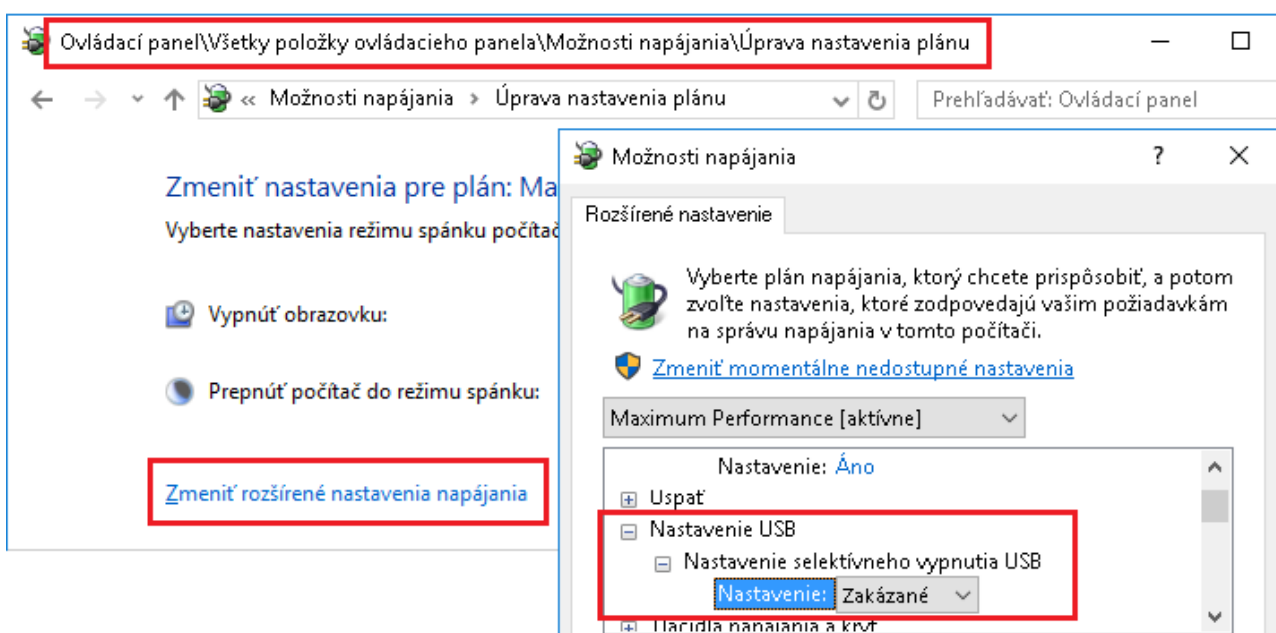 Ovládací panel\Všetky položky ovládacieho panela\Možnosti napájania\Úprava nastavenia plánu
« Možnosti napájania > Úprava nastavenia plánu
Prehľadávať: Ovládací panel
Zmeniť nastavenia pre plán: Ma
Vyberte nastavenia režimu spánku počítač
Vypnúť obrazovku:
Prepnúť počítač do režimu spánku:
Zmeniť rozšírené nastavenia napájania
Možnosti napájania
Rozšírené nastavenie
Vyberte plán napájania, ktorý chcete prispôsobiť, a potom
zvoľte nastavenia, ktoré zodpovedajú vašim požiadavkám
na správu napájania v tomto počítači.
Zmeniť momentálne nedostupné nastavenia
Maximum Performance [aktívne]
Nastavenie: Áno
Uspať
Nastavenie USB
Nastavenie selektívneho vypnutia USB
Nastavenie: Zakázané
Tlačidlá napájania a kryt